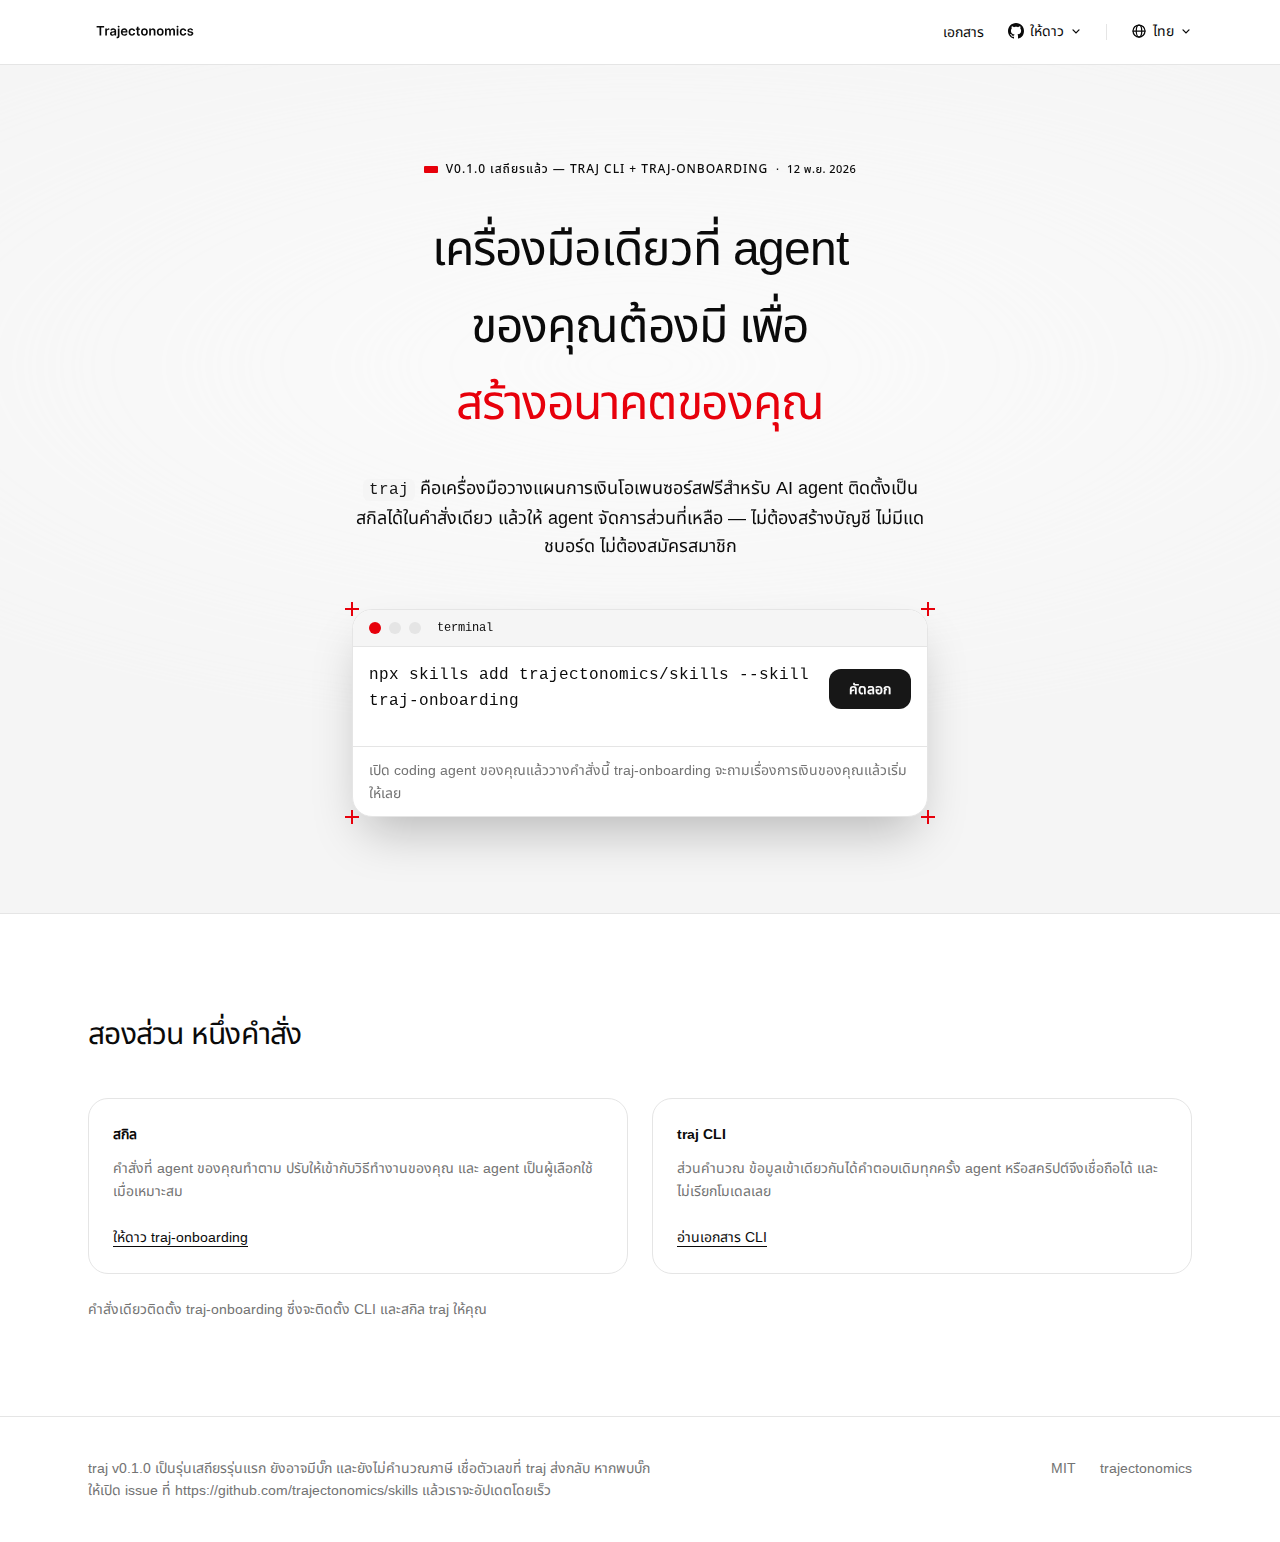 Trajectonomics
เอกสาร
ให้ดาว
ไทย
V0.1.0 เสถียรแล้ว — TRAJ CLI + TRAJ-ONBOARDING · 12 พ.ย. 2026
เครื่องมือเดียวที่ agent
ของคุณต้องมี เพื่อ
สร้างอนาคตของคุณ
traj คือเครื่องมือวางแผนการเงินโอเพนซอร์สฟรีสำหรับ AI agent ติดตั้งเป็น
สกิลได้ในคำสั่งเดียว แล้วให้ agent จัดการส่วนที่เหลือ — ไม่ต้องสร้างบัญชี ไม่มีแด
ชบอร์ด ไม่ต้องสมัครสมาชิก
terminal
npx skills add trajectonomics/skills --skill
traj-onboarding
คัดลอก
เปิด coding agent ของคุณแล้ววางคำสั่งนี้ traj-onboarding จะถามเรื่องการเงินของคุณแล้วเริ่ม
ให้เลย
สองส่วน หนึ่งคำสั่ง
สกิล
คำสั่งที่ agent ของคุณทำตาม ปรับให้เข้ากับวิธีทำงานของคุณ และ agent เป็นผู้เลือกใช้
เมื่อเหมาะสม
ให้ดาว traj-onboarding
traj CLI
ส่วนคำนวณ ข้อมูลเข้าเดียวกันได้คำตอบเดิมทุกครั้ง agent หรือสคริปต์จึงเชื่อถือได้ และ
ไม่เรียกโมเดลเลย
อ่านเอกสาร CLI
คำสั่งเดียวติดตั้ง traj-onboarding ซึ่งจะติดตั้ง CLI และสกิล traj ให้คุณ
traj v0.1.0 เป็นรุ่นเสถียรรุ่นแรก ยังอาจมีบั๊ก และยังไม่คำนวณภาษี เชื่อตัวเลขที่ traj ส่งกลับ หากพบบั๊ก
ให้เปิด issue ที่ https://github.com/trajectonomics/skills แล้วเราจะอัปเดตโดยเร็ว
MIT
trajectonomics